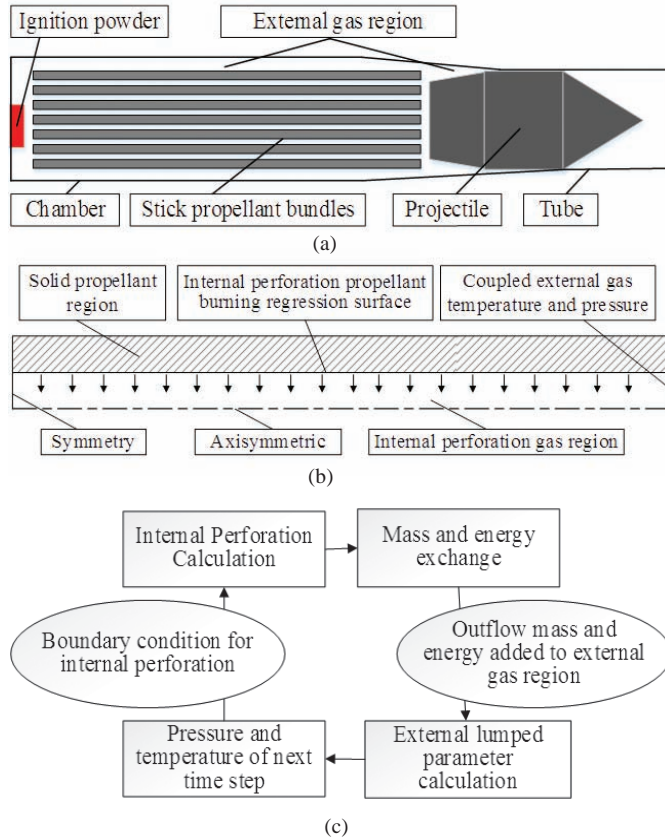 Ignition powder
External gas region
Chamber
Stick propellant bundles
Projectile
Tube
(a)
Solid propellant
region
Internal perforation propellant
burning regression surface
Coupled external gas
temperature and pressure
Symmetry
Axisymmetric
Internal perforation gas region
(b)
Internal Perforation
Calculation
Mass and energy
exchange
Boundary condition for
internal perforation
Outflow mass and
energy added to external
gas region
Pressure and
temperature of next
time step
External lumped
parameter
calculation
(c)